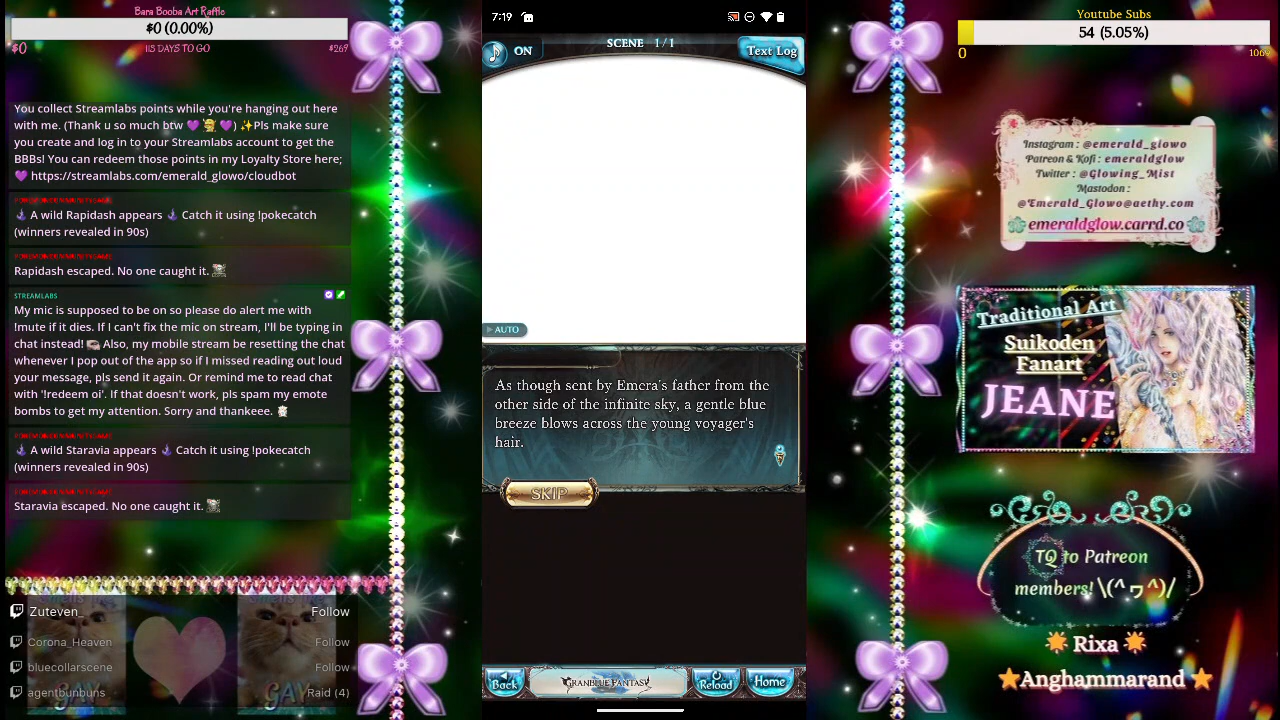 Bara Booba Art Raffle
$0 (0.00%)
$0
113 DAYS TO GO
$269
You collect Streamlabs points while you're hanging out here
with me. (Thank u so much btw 💜 👸 💜) ✨Pls make sure
you create and log in to your Streamlabs account to get the
BBBs! You can redeem those points in my Loyalty Store here;
💜 https://streamlabs.com/emerald_glowo/cloudbot
POKEMONCOMMUNITYGAME
A wild Rapidash appears Catch it using !pokecatch
(winners revealed in 90s)
POKEMONCOMMUNITYGAME
Rapidash escaped. No one caught it.
STREAMLABS
My mic is supposed to be on so please do alert me with
!mute if it dies. If I can't fix the mic on stream, I'll be typing in
chat instead! Also, my mobile stream be resetting the chat
whenever I pop out of the app so if I missed reading out loud
your message, pls send it again. Or remind me to read chat
with '!redeem oi'. If that doesn't work, pls spam my emote
bombs to get my attention. Sorry and thankeee.
POKEMONCOMMUNITYGAME
A wild Staravia appears Catch it using !pokecatch
(winners revealed in 90s)
POKEMONCOMMUNITYGAME
Staravia escaped. No one caught it.
Zuteven_
Follow
Corona_Heaven
Follow
bluecollarscene
Follow
agentbunbuns
Raid (4)
GAY
GAY
7:19
ON
SCENE 1/1
Text Log
AUTO
As though sent by Emera's father from the
other side of the infinite sky, a gentle blue
breeze blows across the young voyager's
hair.
SKIP
Back
GRANBLUE FANTASY
Reload
Home
Youtube Subs
54 (5.05%)
0
1069
Instagram : @emerald_glowo
Patreon & Kofi : emeraldglow
Twitter : @Glowing_Mist
Mastodon :
@Emerald_Glowo@aethy.com
emeraldglow.carrd.co
Traditional Art
Suikoden
Fanart
JEANE
TQ to Patreon
members! \(^ワ^)/
Rixa
Anghammarand